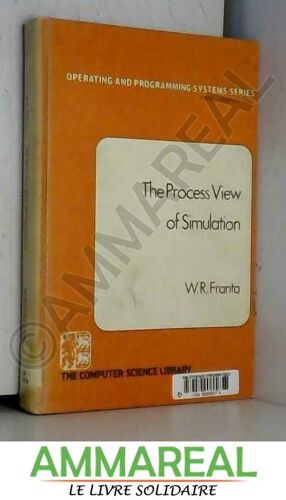 OPERATING AND PROGRAMMING SYSTEMS SERIES
The Process View
of Simulation
W.R. Franta
THE COMPUTER SCIENCE LIBRARY
©AMMAREAL
AMMAREAL
LE LIVRE SOLIDAIRE